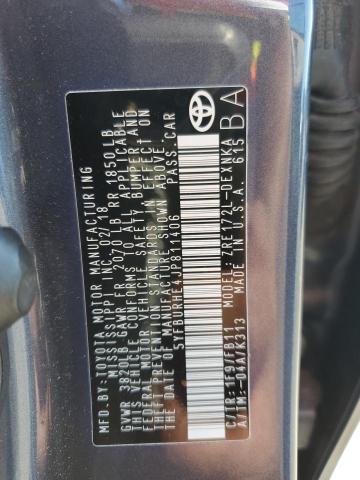 MFD.BY:TOYOTA MOTOR MANUFACTURING
MISSISSIPPI INC. 02/18
GVWR 3820LB GAWR FR 2070 LB RR 1850LB
THIS VEHICLE CONFORMS TO ALL APPLICABLE
FEDERAL MOTOR VEHICLE SAFETY, BUMPER, AND
THEFT PREVENTION STANDARDS IN EFFECT ON
THE DATE OF MANUFACTURE SHOWN ABOVE.
5YFBURHE4JP811406 PASS.CAR
TOYOTA
C/TR:1F9/FB11 MODEL:ZRE172L-DEXNKA
A/TM:-04A/K313 MADE IN U.S.A. 615
BA